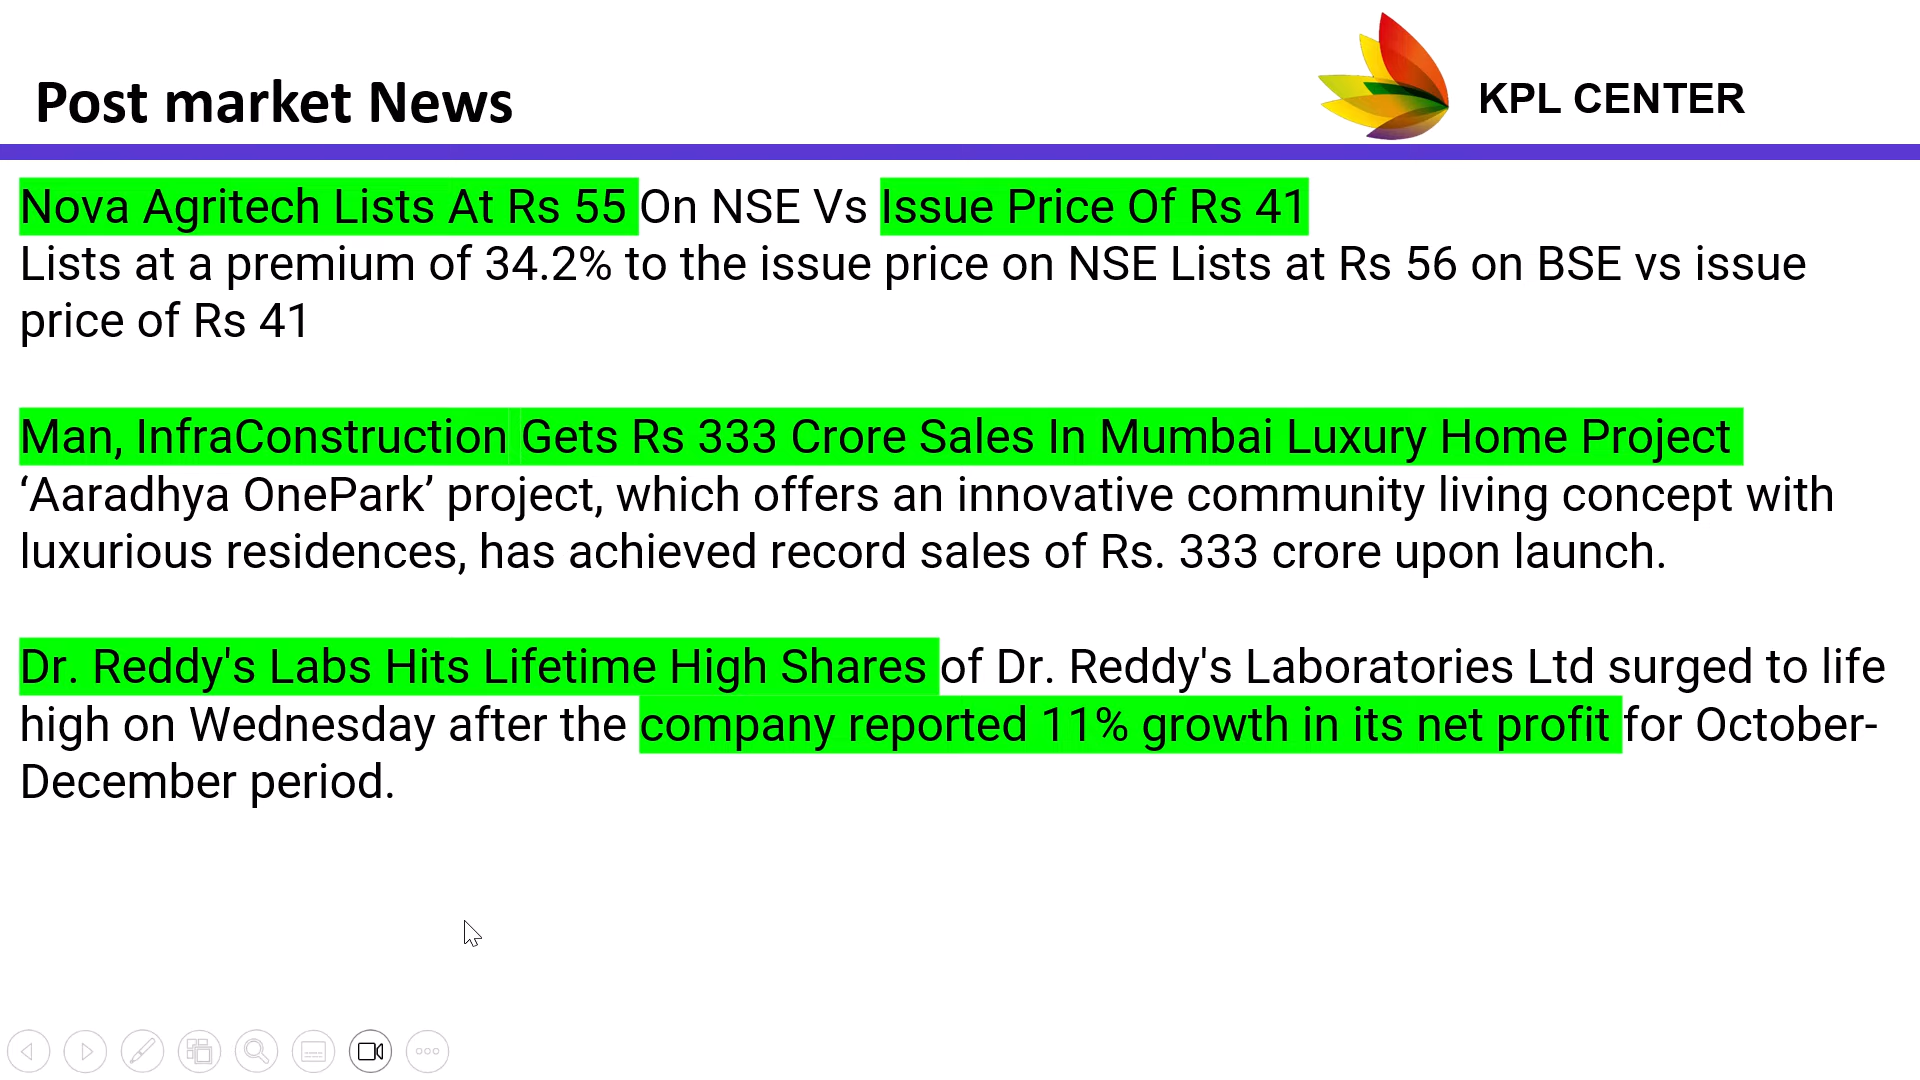 Post market News
KPL CENTER
Nova Agritech Lists At Rs 55 On NSE Vs Issue Price Of Rs 41
Lists at a premium of 34.2% to the issue price on NSE Lists at Rs 56 on BSE vs issue
price of Rs 41
Man, InfraConstruction Gets Rs 333 Crore Sales In Mumbai Luxury Home Project
‘Aaradhya OnePark’ project, which offers an innovative community living concept with
luxurious residences, has achieved record sales of Rs. 333 crore upon launch.
Dr. Reddy's Labs Hits Lifetime High Shares of Dr. Reddy's Laboratories Ltd surged to life
high on Wednesday after the company reported 11% growth in its net profit for October-
December period.